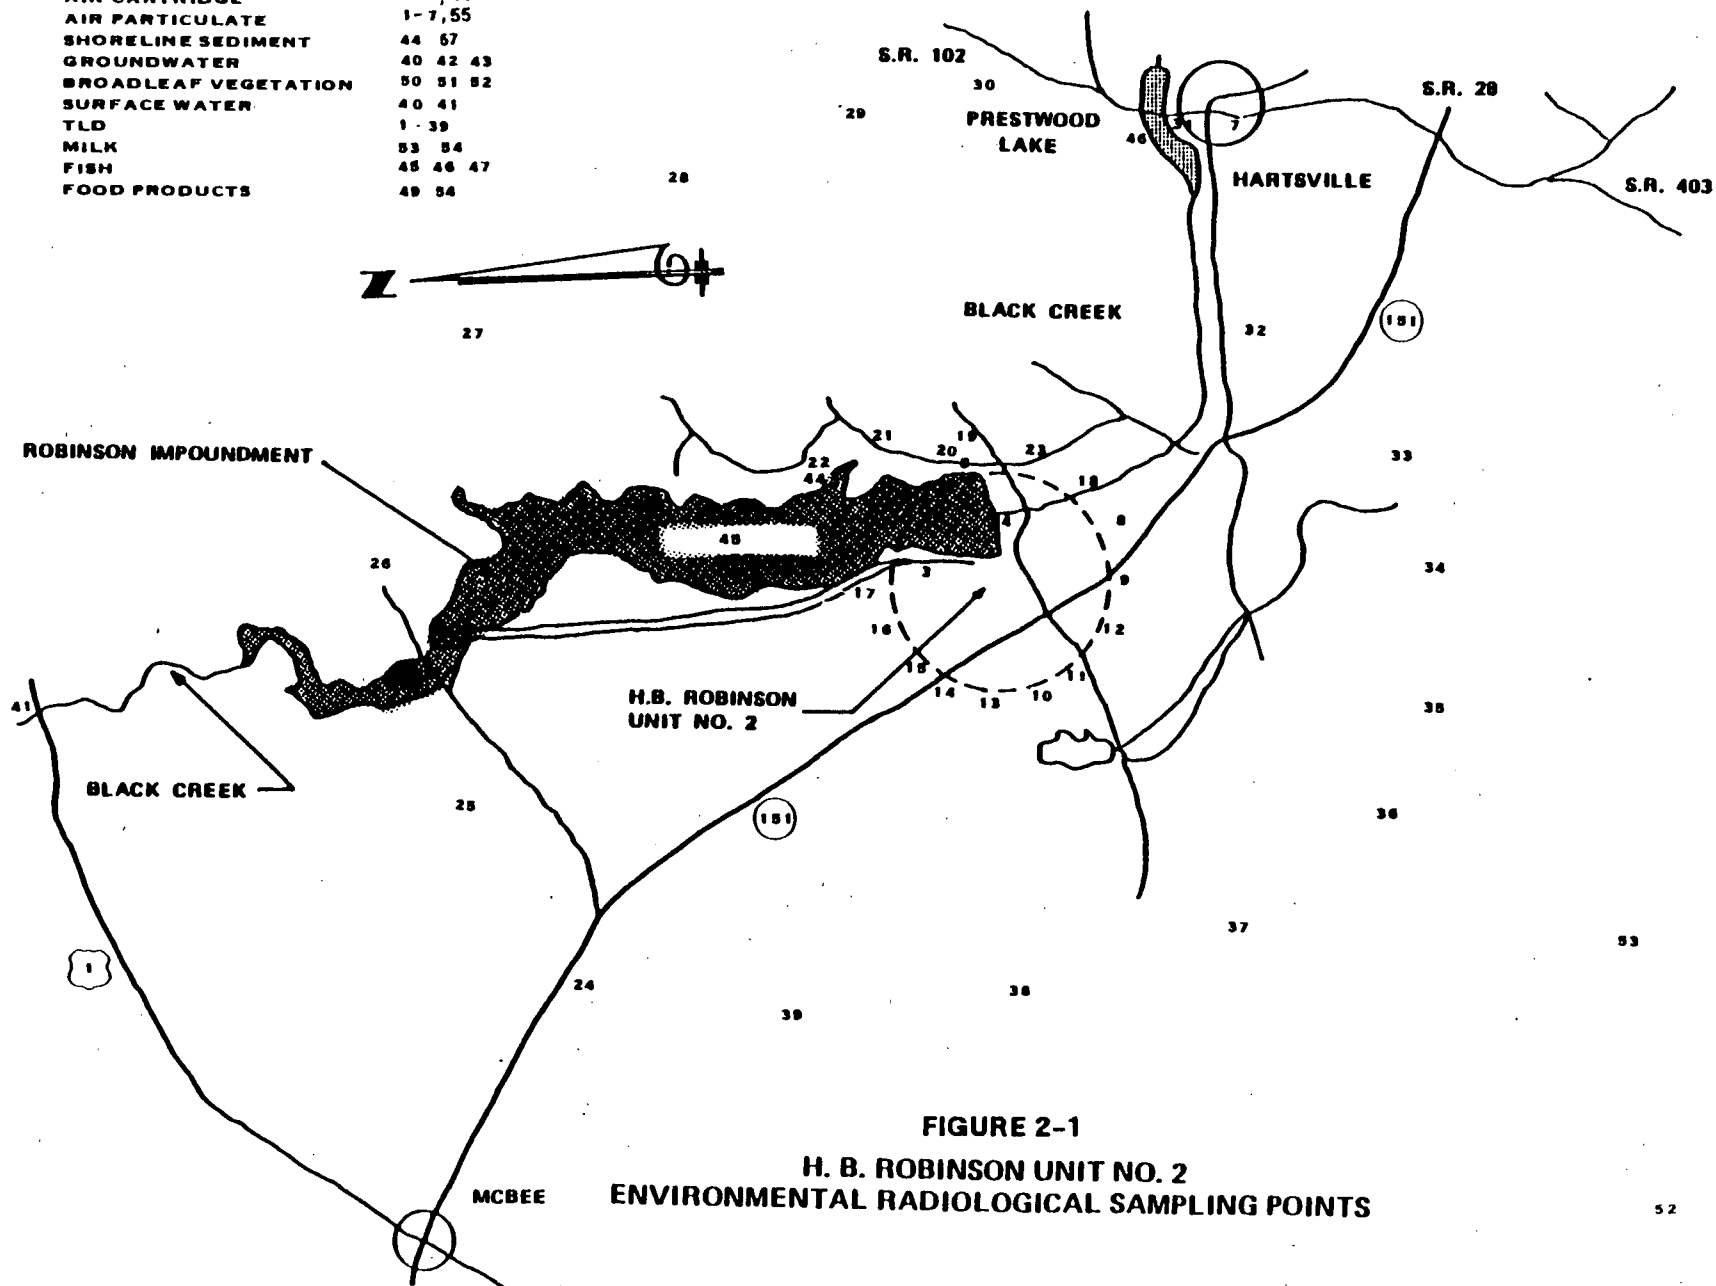 AIR PARTICULATE 1-7,55
SHORELINE SEDIMENT 44 67
GROUNDWATER 40 42 43
BROADLEAF VEGETATION 50 51 52
SURFACE WATER 40 41
TLD 1-39
MILK 53 54
FISH 45 46 47
FOOD PRODUCTS 49 54
S.R. 102
30
29
28
27
PRESTWOOD
LAKE
46
7
HARTSVILLE
S.R. 28
S.R. 403
N
BLACK CREEK
32
151
ROBINSON IMPOUNDMENT
21
22
44
20
19
23
18
33
4
8
45
26
3
17
9
34
16
12
15
14
13
10
11
35
H.B. ROBINSON
UNIT NO. 2
41
BLACK CREEK
25
151
36
37
53
1
24
38
39
MCBEE
FIGURE 2-1
H. B. ROBINSON UNIT NO. 2
ENVIRONMENTAL RADIOLOGICAL SAMPLING POINTS
52